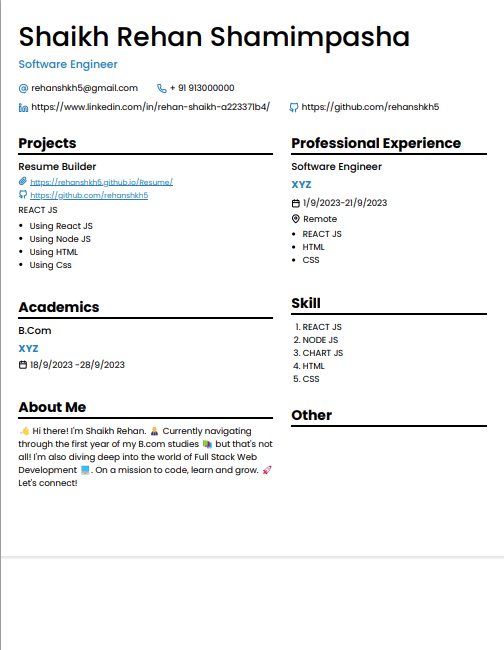 Shaikh Rehan Shamimpasha
Software Engineer
rehanshkh5@gmail.com
+ 91 913000000
https://www.linkedin.com/in/rehan-shaikh-a223371b4/
https://github.com/rehanshkh5
Projects
Resume Builder
https://rehanshkh5.github.io/Resume/
https://github.com/rehanshkh5
REACT JS
• Using React JS
• Using Node JS
• Using HTML
• Using Css
Academics
B.Com
XYZ
18/9/2023 -28/9/2023
About Me
👋 Hi there! I'm Shaikh Rehan. 👨‍🎓 Currently navigating
through the first year of my B.com studies 📚 but that's not
all! I'm also diving deep into the world of Full Stack Web
Development 💻. On a mission to code, learn and grow. 🚀
Let's connect!
Professional Experience
Software Engineer
XYZ
1/9/2023-21/9/2023
Remote
• REACT JS
• HTML
• CSS
Skill
1. REACT JS
2. NODE JS
3. CHART JS
4. HTML
5. CSS
Other